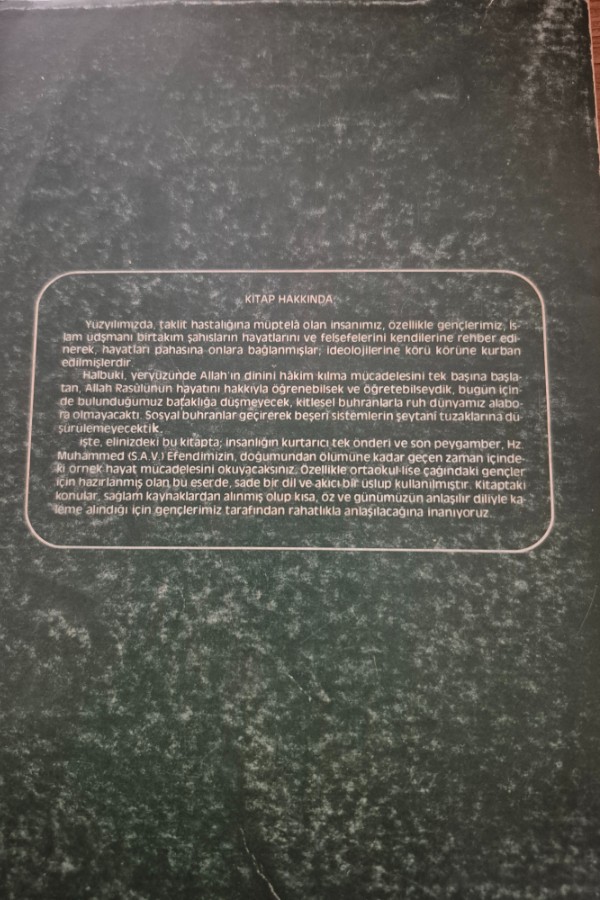 KİTAP HAKKINDA
Yüzyılımızda, taklit hastalığına müptelâ olan insanımız, özellikle gençlerimiz, İs-
lam düşmanı birtakım şahısların hayatlarını ve felsefelerini kendilerine rehber edi-
nerek, hayatları pahasına onlara bağlanmışlar; ideolojilerine körü körüne kurban
edilmişlerdir.
Halbuki, yeryüzünde Allah'ın dinini hâkim kılma mücadelesini tek başına başla-
tan, Allah Rasûlünün hayatını hakkıyla öğrenebilsek ve öğretebilseydik, bugün için-
de bulunduğumuz bataklığa düşmeyecek, kitlesel buhranlarla ruh dünyamız alabo-
ra olmayacaktı. Sosyal buhranlar geçirerek beşerî sistemlerin şeytanî tuzaklarına dü-
şürülemeyecektik.
İşte, elinizdeki bu kitapta; insanlığın kurtarıcı tek önderi ve son peygamber, Hz.
Muhammed (S.A.V.) Efendimizin, doğumundan ölümüne kadar geçen zaman içinde-
ki örnek hayat mücadelesini okuyacaksınız. Özellikle ortaokul-lise çağındaki gençler
için hazırlanmış olan bu eserde, sade bir dil ve akıcı bir üslup kullanılmıştır. Kitaptaki
konular, sağlam kaynaklardan alınmış olup kısa, öz ve günümüzün anlaşılır diliyle ka-
leme alındığı için gençlerimiz tarafından rahatlıkla anlaşılacağına inanıyoruz.